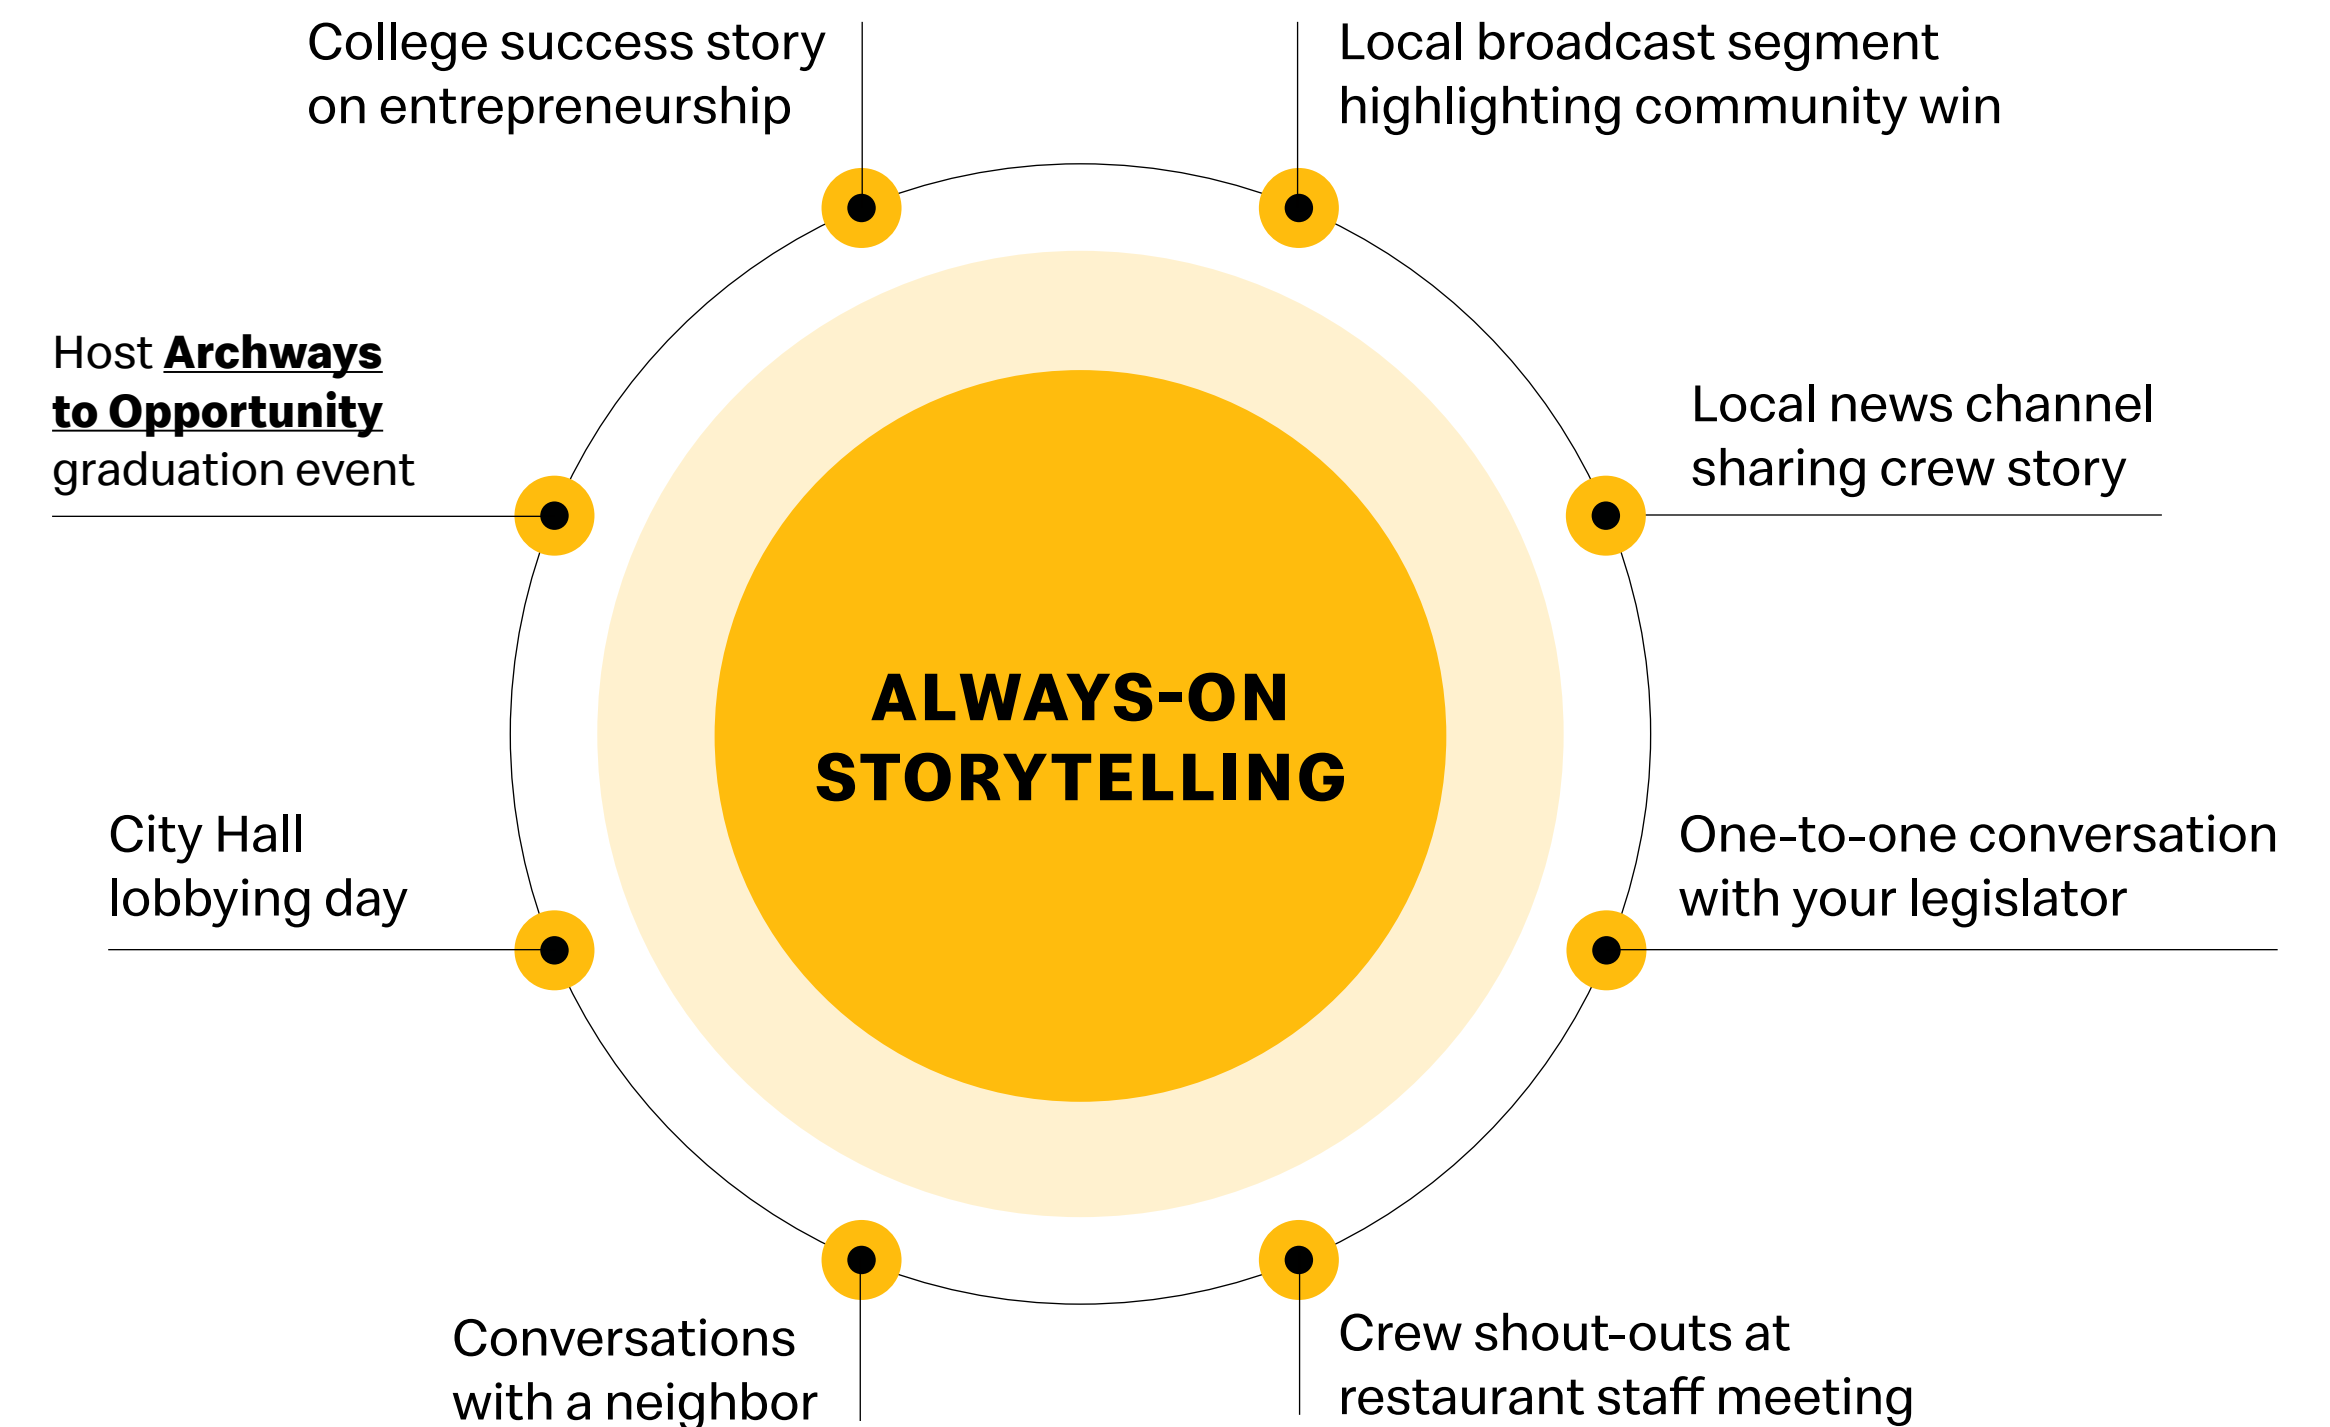 College success story
on entrepreneurship
Local broadcast segment
highlighting community win
Host Archways
to Opportunity
graduation event
Local news channel
sharing crew story
ALWAYS-ON
STORYTELLING
City Hall
lobbying day
One-to-one conversation
with your legislator
Conversations
with a neighbor
Crew shout-outs at
restaurant staff meeting